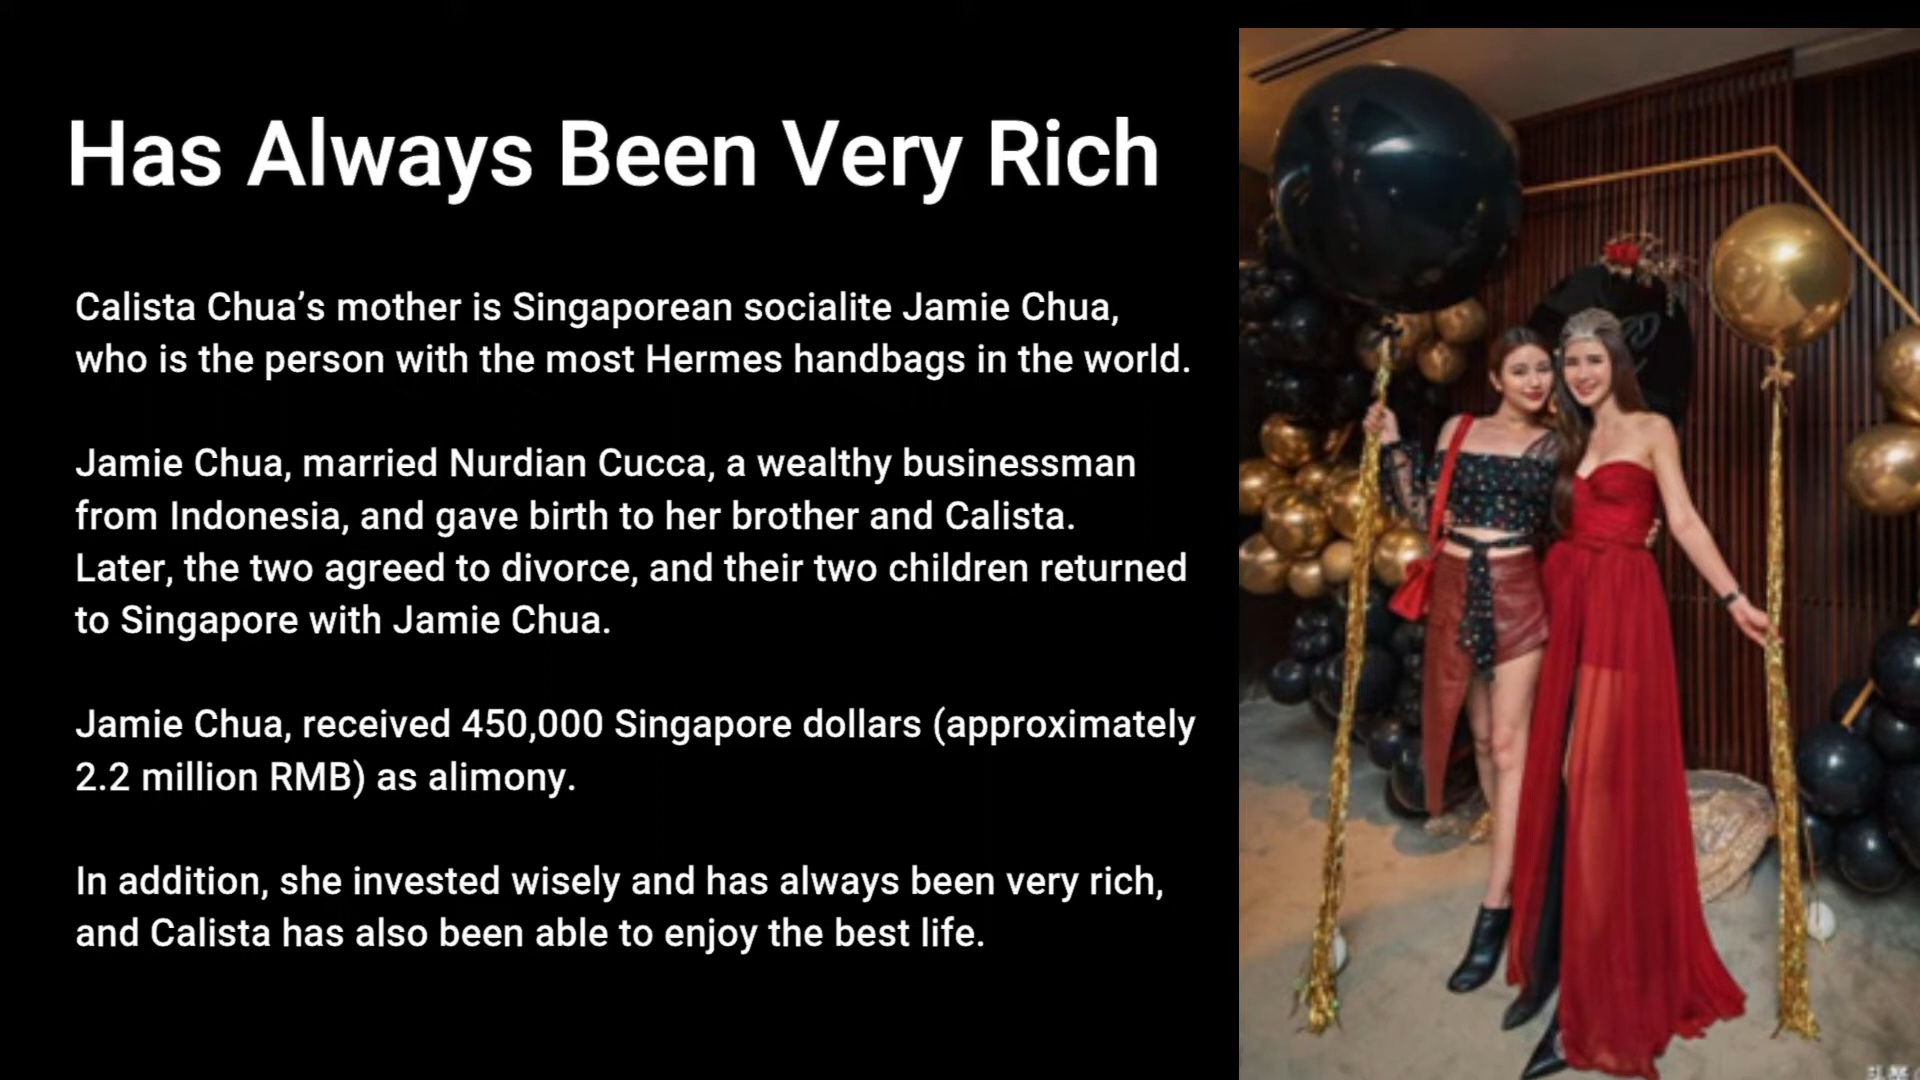 Has Always Been Very Rich
Calista Chua’s mother is Singaporean socialite Jamie Chua,
who is the person with the most Hermes handbags in the world.
Jamie Chua, married Nurdian Cucca, a wealthy businessman
from Indonesia, and gave birth to her brother and Calista.
Later, the two agreed to divorce, and their two children returned
to Singapore with Jamie Chua.
Jamie Chua, received 450,000 Singapore dollars (approximately
2.2 million RMB) as alimony.
In addition, she invested wisely and has always been very rich,
and Calista has also been able to enjoy the best life.